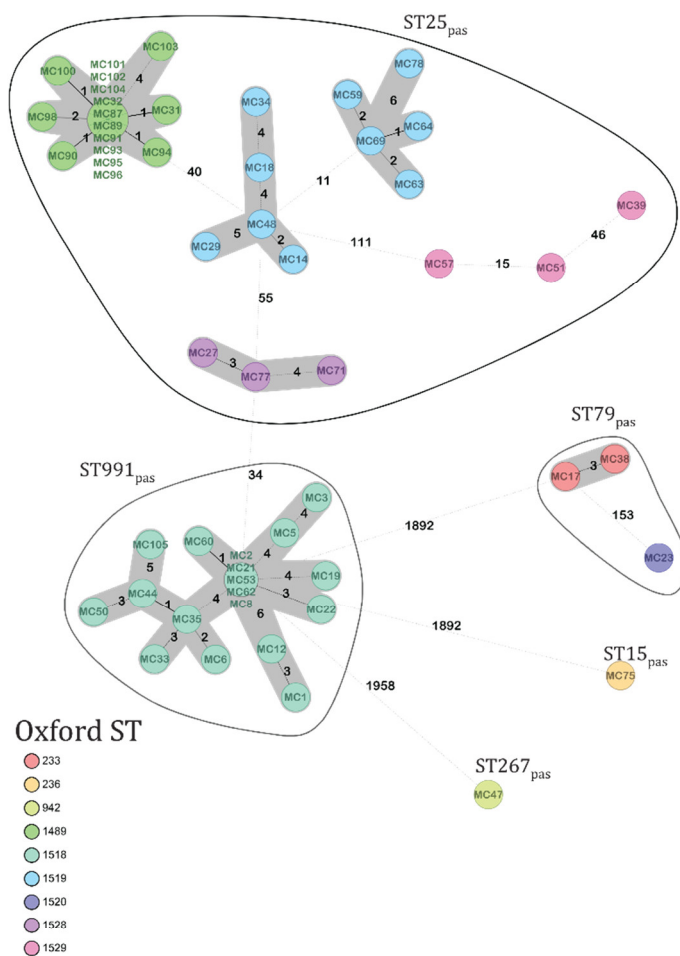 ST25pas
MC103
MC101
MC102
MC104
MC32
MC87
MC89
MC91
MC93
MC95
MC96
MC100
MC98
MC90
MC31
MC94
4
1
2
1
1
1
MC78
MC59
MC64
MC69
MC63
6
2
1
2
MC34
4
MC18
4
MC48
5
2
MC29
MC14
40
11
111
MC39
46
MC57
15
MC51
55
MC27
3
MC77
4
MC71
34
ST991pas
ST79pas
MC38
3
MC17
153
MC23
MC3
4
MC5
4
MC60
1
MC2
MC21
MC53
MC62
MC8
4
MC19
3
MC22
MC105
5
MC44
3
MC50
1
MC35
4
3
2
MC33
MC6
6
MC12
3
MC1
1892
1892
1958
ST15pas
MC75
ST267pas
MC47
Oxford ST
233
236
942
1489
1518
1519
1520
1528
1529